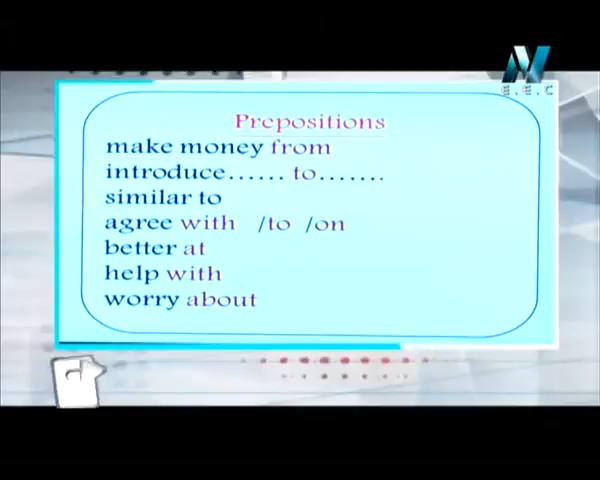 E.E.C
Prepositions
make money from
introduce...... to.......
similar to
agree with /to /on
better at
help with
worry about